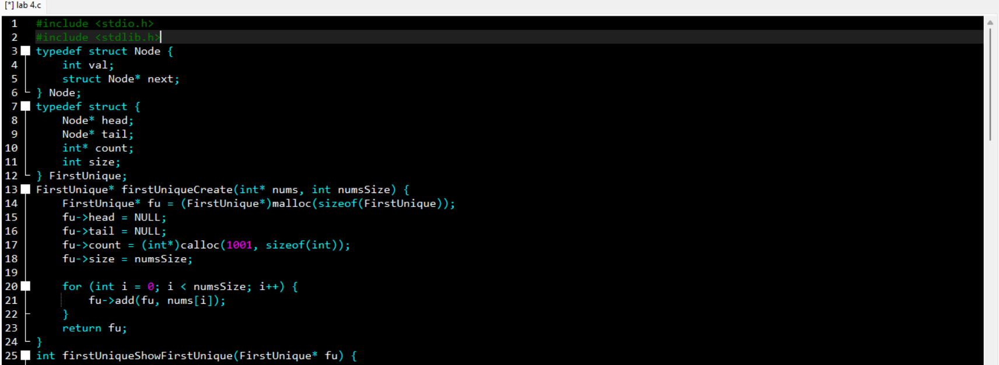 [*] lab 4.c
1 #include <stdio.h>
2 #include <stdlib.h>
3 typedef struct Node {
4 int val;
5 struct Node* next;
6 } Node;
7 typedef struct {
8 Node* head;
9 Node* tail;
10 int* count;
11 int size;
12 } FirstUnique;
13 FirstUnique* firstUniqueCreate(int* nums, int numsSize) {
14 FirstUnique* fu = (FirstUnique*)malloc(sizeof(FirstUnique));
15 fu->head = NULL;
16 fu->tail = NULL;
17 fu->count = (int*)calloc(1001, sizeof(int));
18 fu->size = numsSize;
19
20 for (int i = 0; i < numsSize; i++) {
21 fu->add(fu, nums[i]);
22 }
23 return fu;
24 }
25 int firstUniqueShowFirstUnique(FirstUnique* fu) {